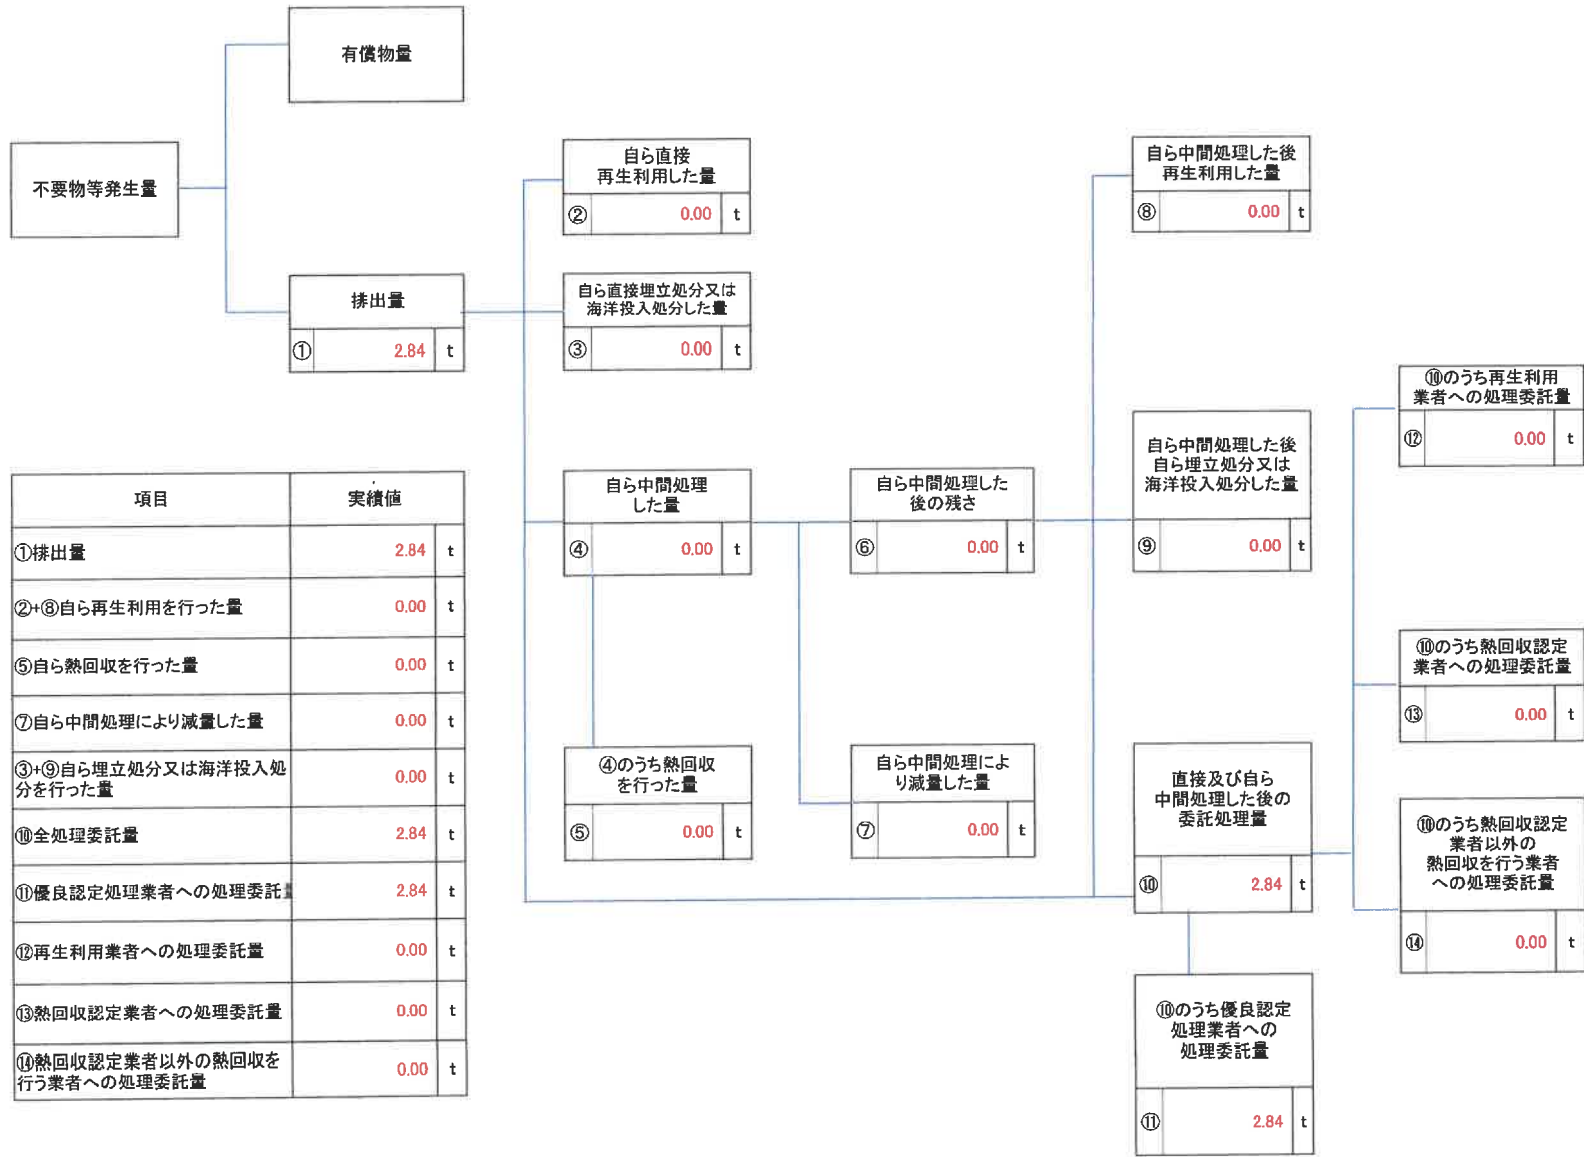 有償物量
不要物等発生量
排出量
① 2.84 t
自ら直接
再生利用した量
② 0.00 t
自ら直接埋立処分又は
海洋投入処分した量
③ 0.00 t
自ら中間処理
した量
④ 0.00 t
④のうち熱回収
を行った量
⑤ 0.00 t
自ら中間処理した
後の残さ
⑥ 0.00 t
自ら中間処理によ
り減量した量
⑦ 0.00 t
自ら中間処理した後
再生利用した量
⑧ 0.00 t
自ら中間処理した後
自ら埋立処分又は
海洋投入処分した量
⑨ 0.00 t
直接及び自ら
中間処理した後の
委託処理量
⑩ 2.84 t
⑩のうち優良認定
処理業者への
処理委託量
⑪ 2.84 t
⑩のうち再生利用
業者への処理委託量
⑫ 0.00 t
⑩のうち熱回収認定
業者への処理委託量
⑬ 0.00 t
⑩のうち熱回収認定
業者以外の
熱回収を行う業者
への処理委託量
⑭ 0.00 t
項目 実績値
①排出量 2.84 t
②+⑧自ら再生利用を行った量 0.00 t
⑤自ら熱回収を行った量 0.00 t
⑦自ら中間処理により減量した量 0.00 t
③+⑨自ら埋立処分又は海洋投入処
分を行った量 0.00 t
⑩全処理委託量 2.84 t
⑪優良認定処理業者への処理委託量 2.84 t
⑫再生利用業者への処理委託量 0.00 t
⑬熱回収認定業者への処理委託量 0.00 t
⑭熱回収認定業者以外の熱回収を
行う業者への処理委託量 0.00 t